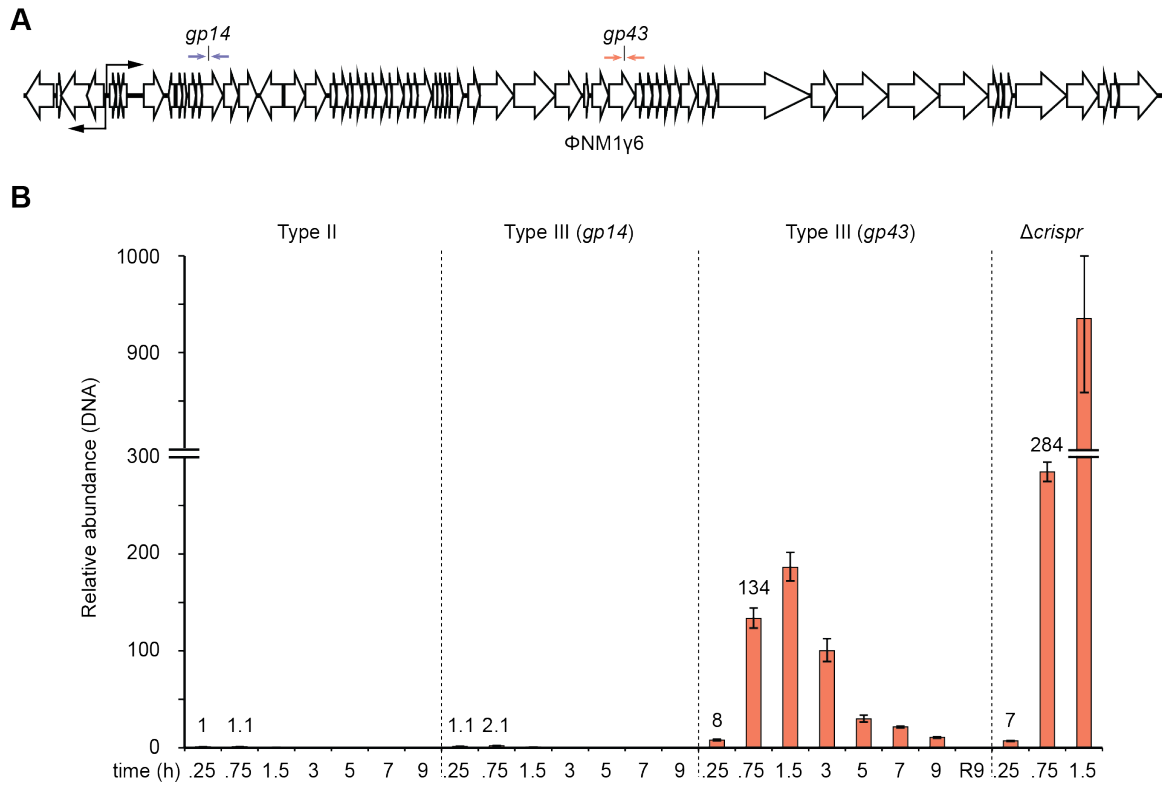 A
gp14 gp43
ΦNM1γ6
B
Type II Type III (gp14) Type III (gp43) Δcrispr
1000
900
300
200
100
0
Relative abundance (DNA)
284
134
1 1.1 1.1 2.1 8 7
time (h) .25 .75 1.5 3 5 7 9 .25 .75 1.5 3 5 7 9 .25 .75 1.5 3 5 7 9 R9 .25 .75 1.5